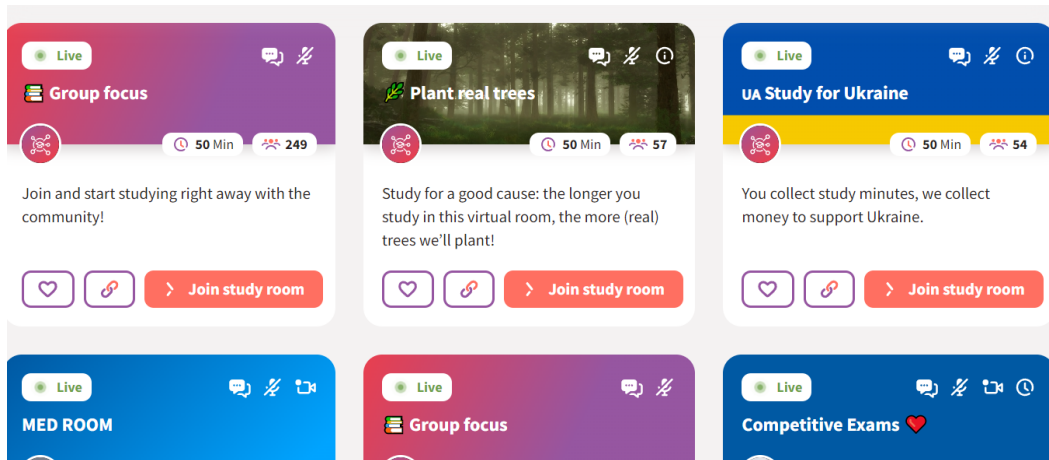 Live
Group focus
50 Min 249
Join and start studying right away with the
community!
Join study room
Live
Plant real trees
50 Min 57
Study for a good cause: the longer you
study in this virtual room, the more (real)
trees we’ll plant!
Join study room
Live
UA Study for Ukraine
50 Min 54
You collect study minutes, we collect
money to support Ukraine.
Join study room
Live
MED ROOM
Live
Group focus
Live
Competitive Exams